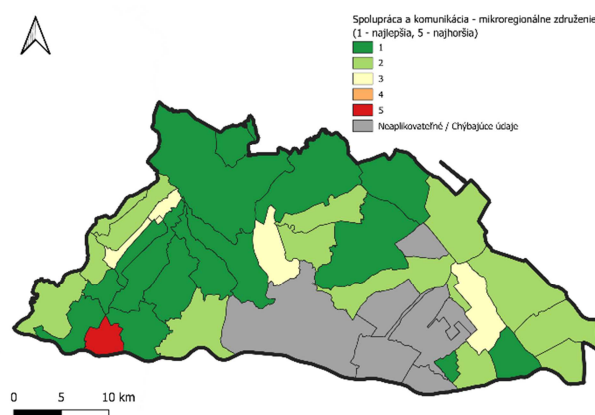 Spolupráca a komunikácia - mikroregionálne združenie
(1 - najlepšia, 5 - najhoršia)
1
2
3
4
5
Neaplikovateľné / Chýbajúce údaje
0 5 10 km